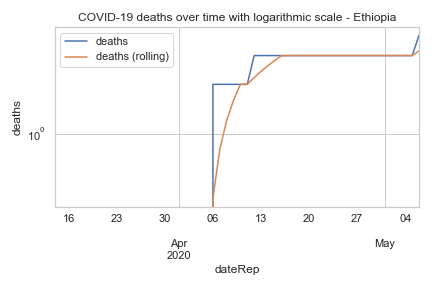 COVID-19 deaths over time with logarithmic scale - Ethiopia
deaths
deaths (rolling)
deaths
10⁰
16 23 30 06 13 20 27 04
Apr May
2020
dateRep